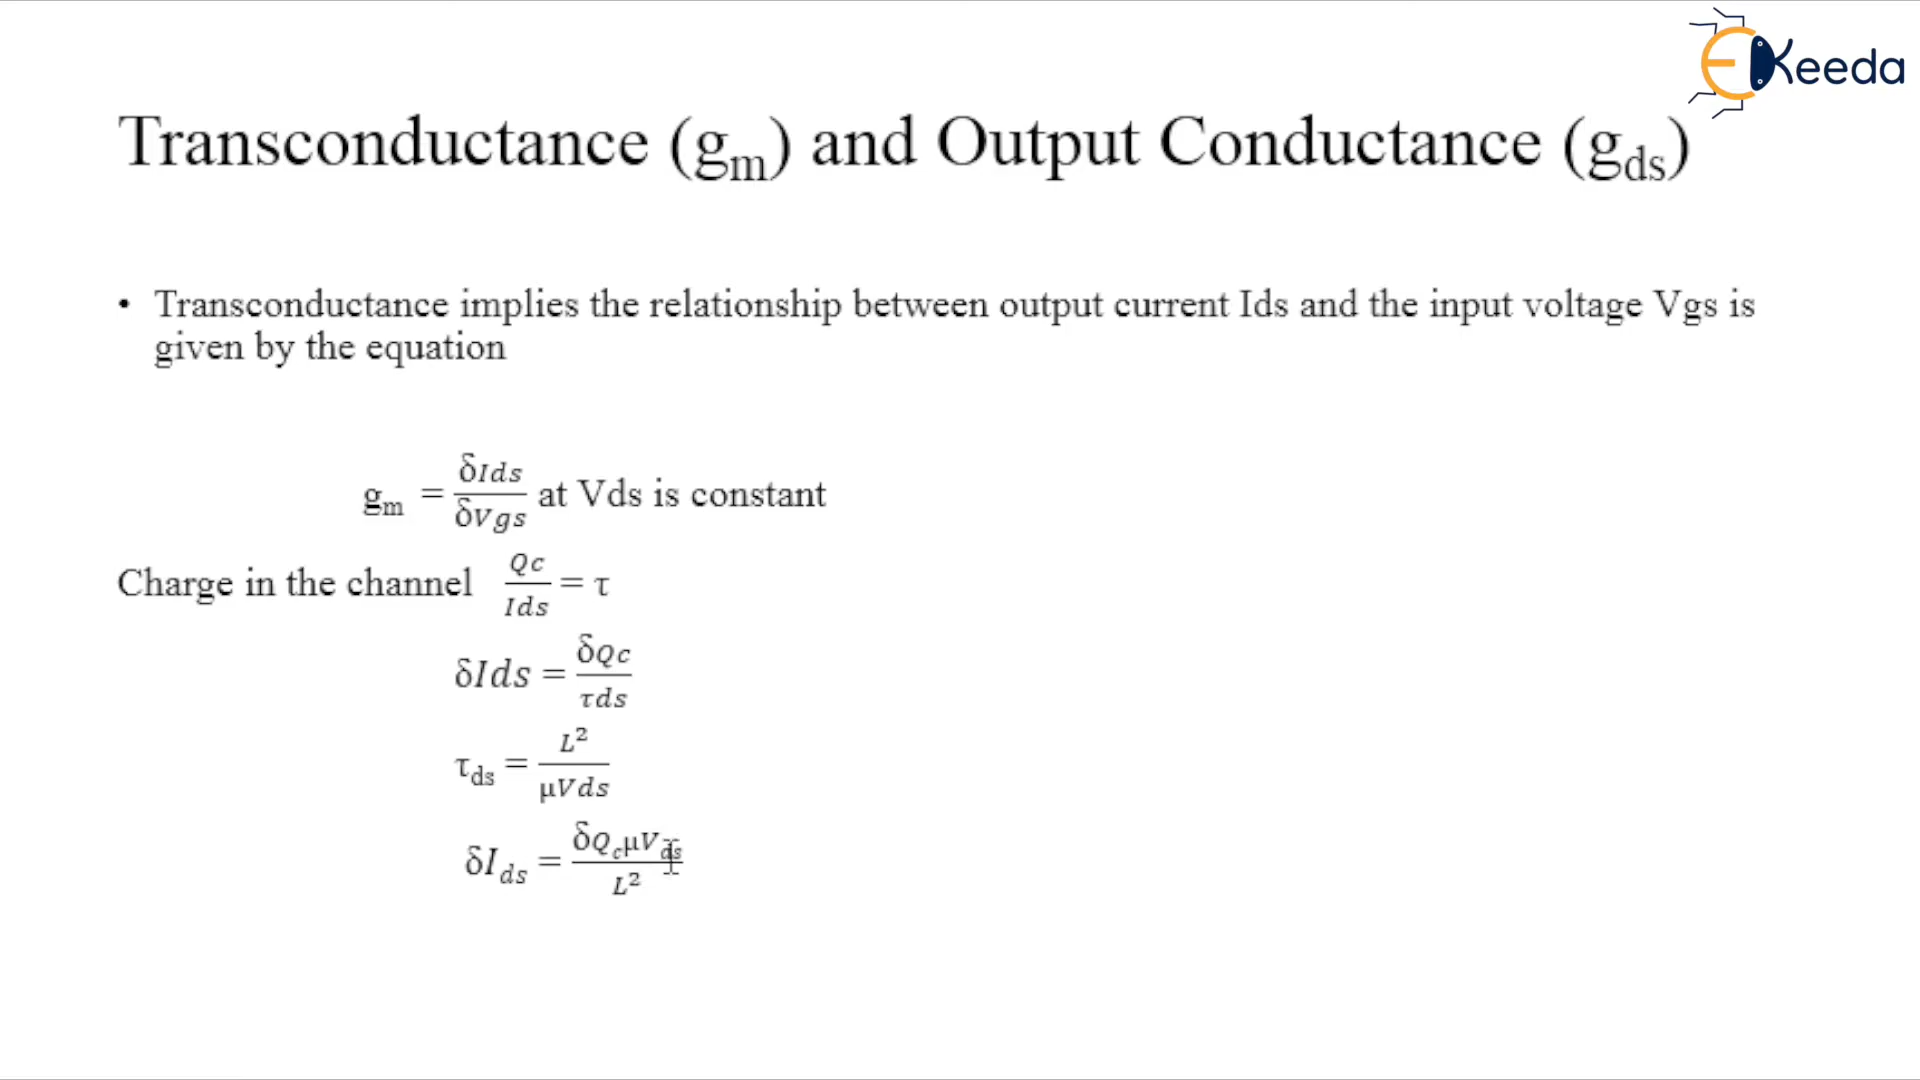 EKeeda
Transconductance (gm) and Output Conductance (gds)
• Transconductance implies the relationship between output current Ids and the input voltage Vgs is
given by the equation
gm = δIds/δVgs at Vds is constant
Charge in the channel Qc/Ids = τ
δIds = δQc/τds
τds = L²/μVds
δIds = δQcμVds/L²